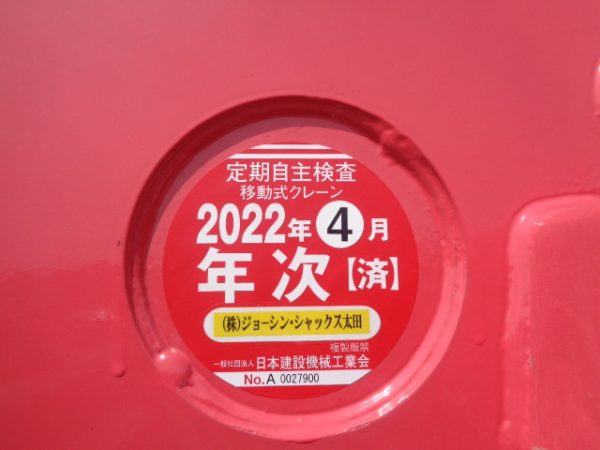 定期自主検査
移動式クレーン
2022年4月
年次【済】
(株)ジョーシン・シャックス太田
複製厳禁
一般社団法人 日本建設機械工業会
No.A 0027900